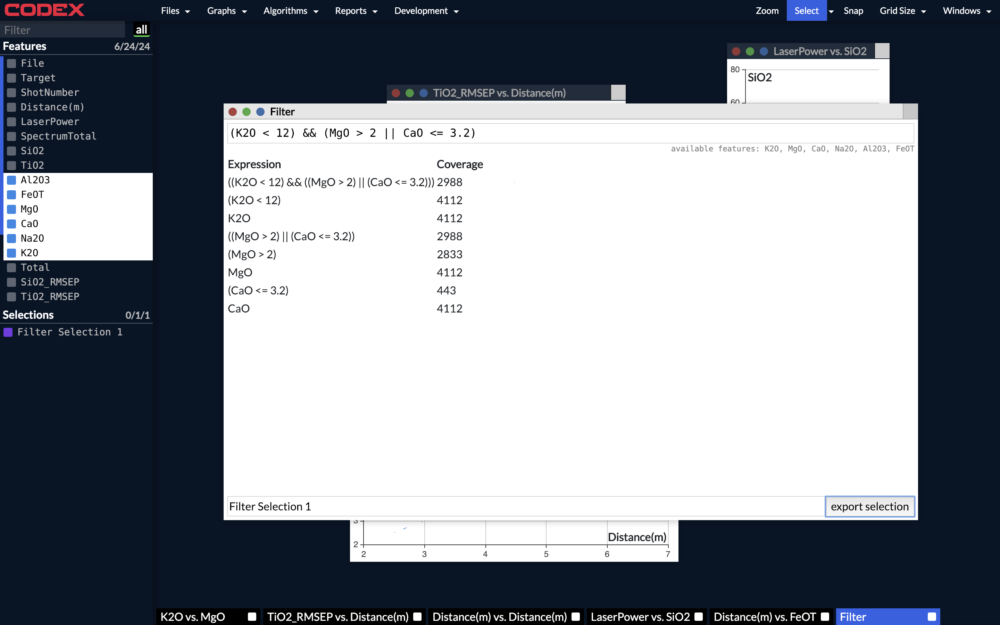 CODEX
Files Graphs Algorithms Reports Development Zoom Select Snap Grid Size Windows
Filter all
Features 6/24/24
File
Target
ShotNumber
Distance(m)
LaserPower
SpectrumTotal
SiO2
TiO2
Al2O3
FeOT
MgO
CaO
Na2O
K2O
Total
SiO2_RMSEP
TiO2_RMSEP
Selections 0/1/1
Filter Selection 1
LaserPower vs. SiO2
80
SiO2
60
TiO2_RMSEP vs. Distance(m)
Filter
(K2O < 12) && (MgO > 2 || CaO <= 3.2)
available features: K2O, MgO, CaO, Na2O, Al2O3, FeOT
Expression Coverage
((K2O < 12) && ((MgO > 2) || (CaO <= 3.2))) 2988
(K2O < 12) 4112
K2O 4112
((MgO > 2) || (CaO <= 3.2)) 2988
(MgO > 2) 2833
MgO 4112
(CaO <= 3.2) 443
CaO 4112
Filter Selection 1 export selection
3
Distance(m)
2
2 3 4 5 6 7
K2O vs. MgO TiO2_RMSEP vs. Distance(m) Distance(m) vs. Distance(m) LaserPower vs. SiO2 Distance(m) vs. FeOT Filter